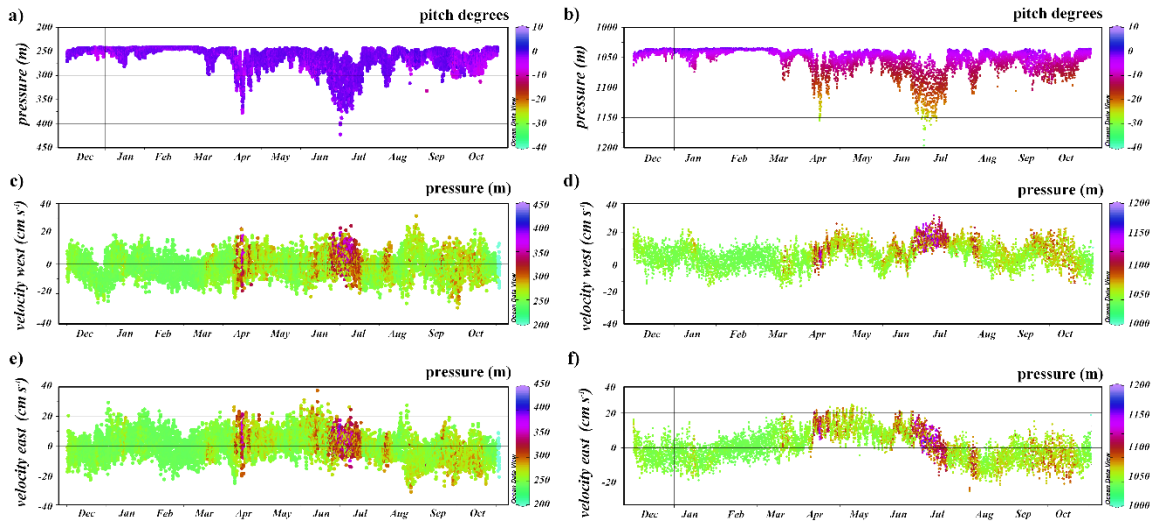 a)
pitch degrees
pressure (m)
200
250
300
350
400
450
Dec Jan Feb Mar Apr May Jun Jul Aug Sep Oct
10
0
-10
-20
-30
-40
Ocean Data View
b)
pitch degrees
pressure (m)
1000
1050
1100
1150
1200
Dec Jan Feb Mar Apr May Jun Jul Aug Sep Oct
10
0
-10
-20
-30
-40
Ocean Data View
c)
pressure (m)
velocity west (cm s⁻¹)
40
20
0
-20
-40
Dec Jan Feb Mar Apr May Jun Jul Aug Sep Oct
450
400
350
300
250
200
Ocean Data View
d)
pressure (m)
velocity west (cm s⁻¹)
40
20
0
-20
-40
Dec Jan Feb Mar Apr May Jun Jul Aug Sep Oct
1200
1150
1100
1050
1000
Ocean Data View
e)
pressure (m)
velocity east (cm s⁻¹)
40
20
0
-20
-40
Dec Jan Feb Mar Apr May Jun Jul Aug Sep Oct
450
400
350
300
250
200
Ocean Data View
f)
pressure (m)
velocity east (cm s⁻¹)
40
20
0
-20
Dec Jan Feb Mar Apr May Jun Jul Aug Sep Oct
1200
1150
1100
1050
1000
Ocean Data View